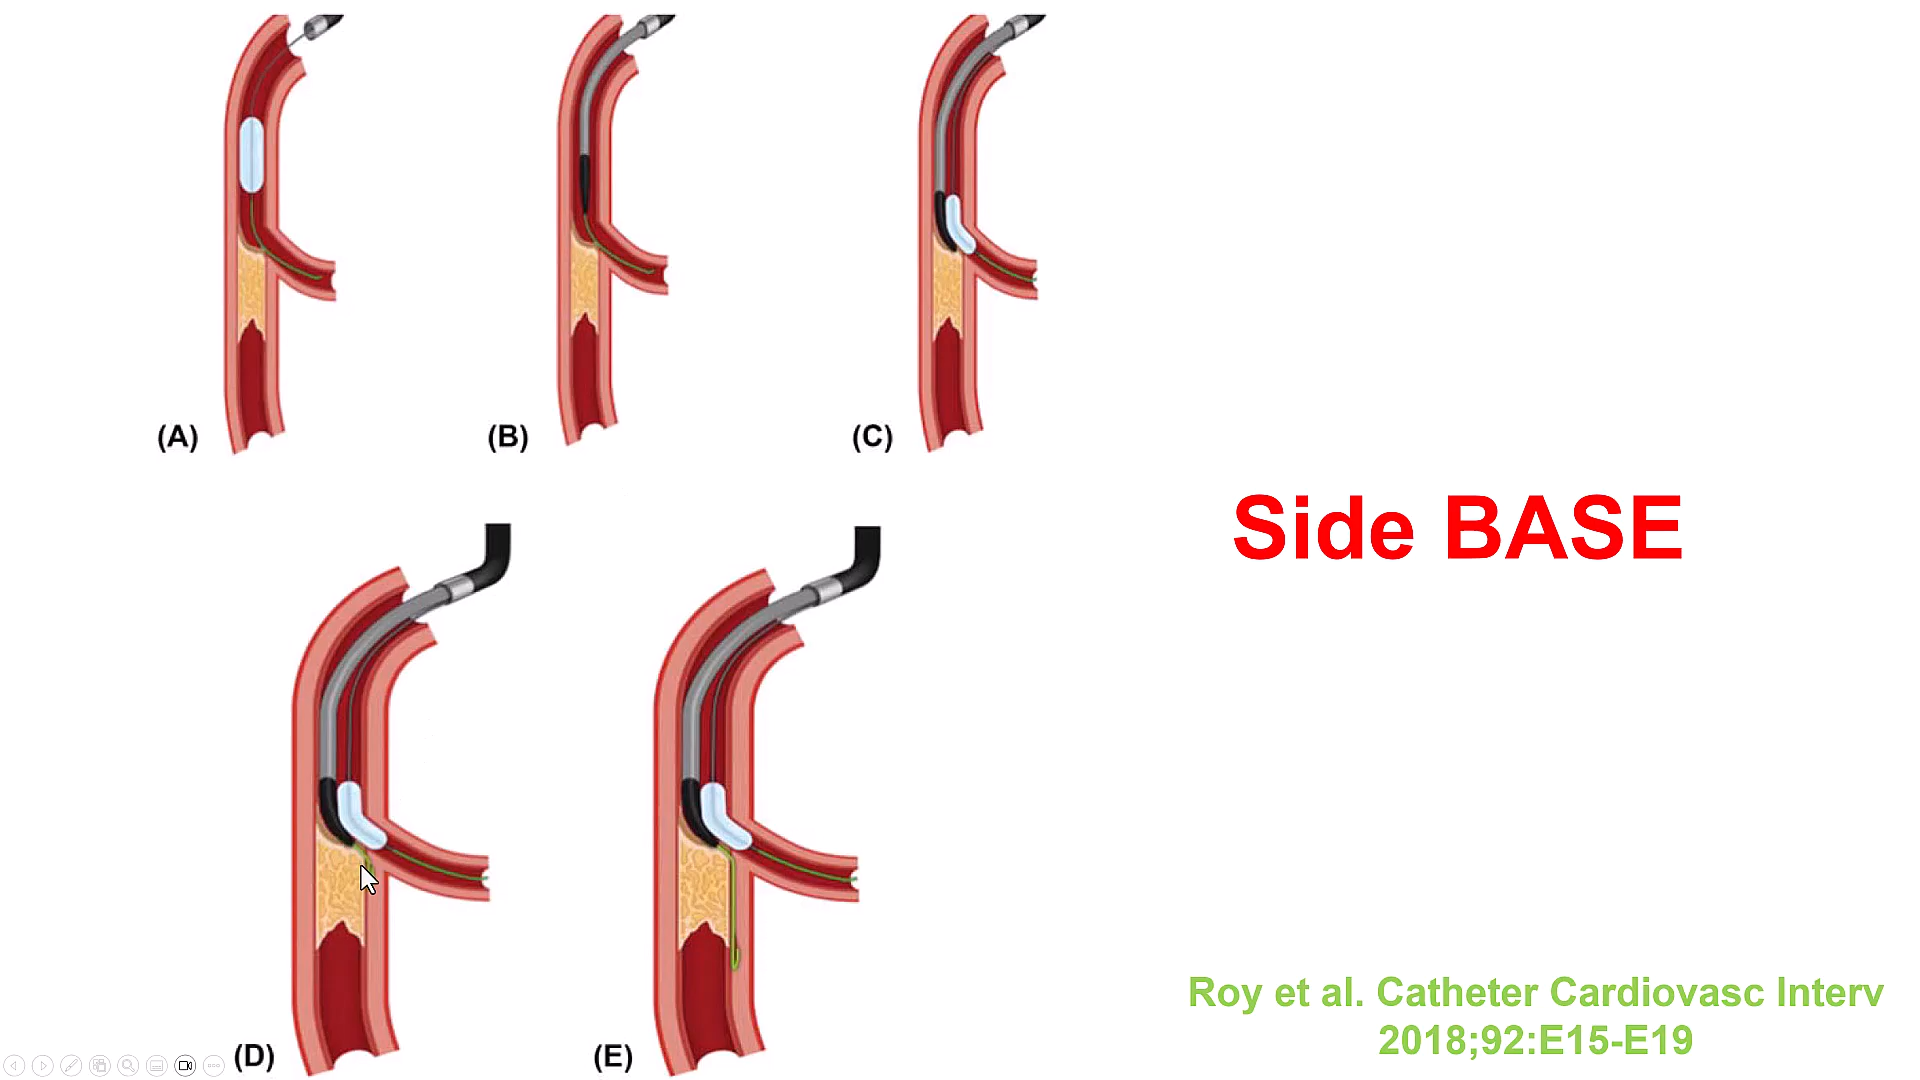 (A)
(B)
(C)
Side BASE
(D)
(E)
Roy et al. Catheter Cardiovasc Interv
2018;92:E15-E19